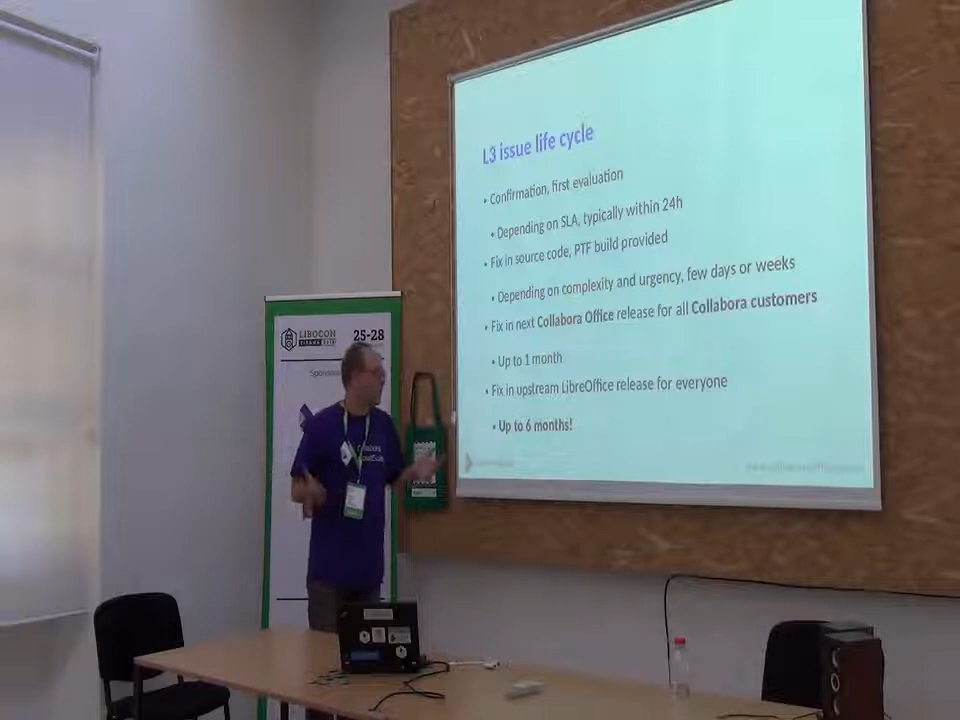 L3 issue life cycle
• Confirmation, first evaluation
• Depending on SLA, typically within 24h
• Fix in source code, PTF build provided
• Depending on complexity and urgency, few days or weeks
• Fix in next Collabora Office release for all Collabora customers
• Up to 1 month
• Fix in upstream LibreOffice release for everyone
• Up to 6 months!
LIBOCON
25-28
Collabora